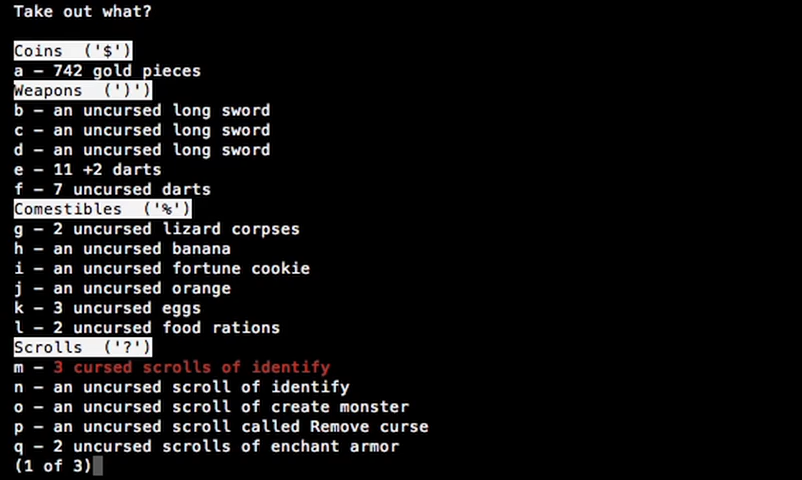 Take out what?
Coins  ('$')
a – 742 gold pieces
Weapons  (')')
b – an uncursed long sword
c – an uncursed long sword
d – an uncursed long sword
e – 11 +2 darts
f – 7 uncursed darts
Comestibles  ('%')
g – 2 uncursed lizard corpses
h – an uncursed banana
i – an uncursed fortune cookie
j – an uncursed orange
k – 3 uncursed eggs
l – 2 uncursed food rations
Scrolls  ('?')
m – 3 cursed scrolls of identify
n – an uncursed scroll of identify
o – an uncursed scroll of create monster
p – an uncursed scroll called Remove curse
q – 2 uncursed scrolls of enchant armor
(1 of 3)